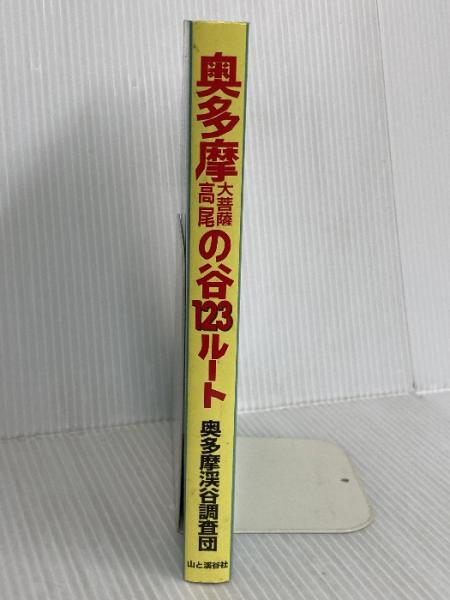 奥多摩
大菩薩
高尾
の谷123ルート
奥多摩渓谷調査団
山と溪谷社